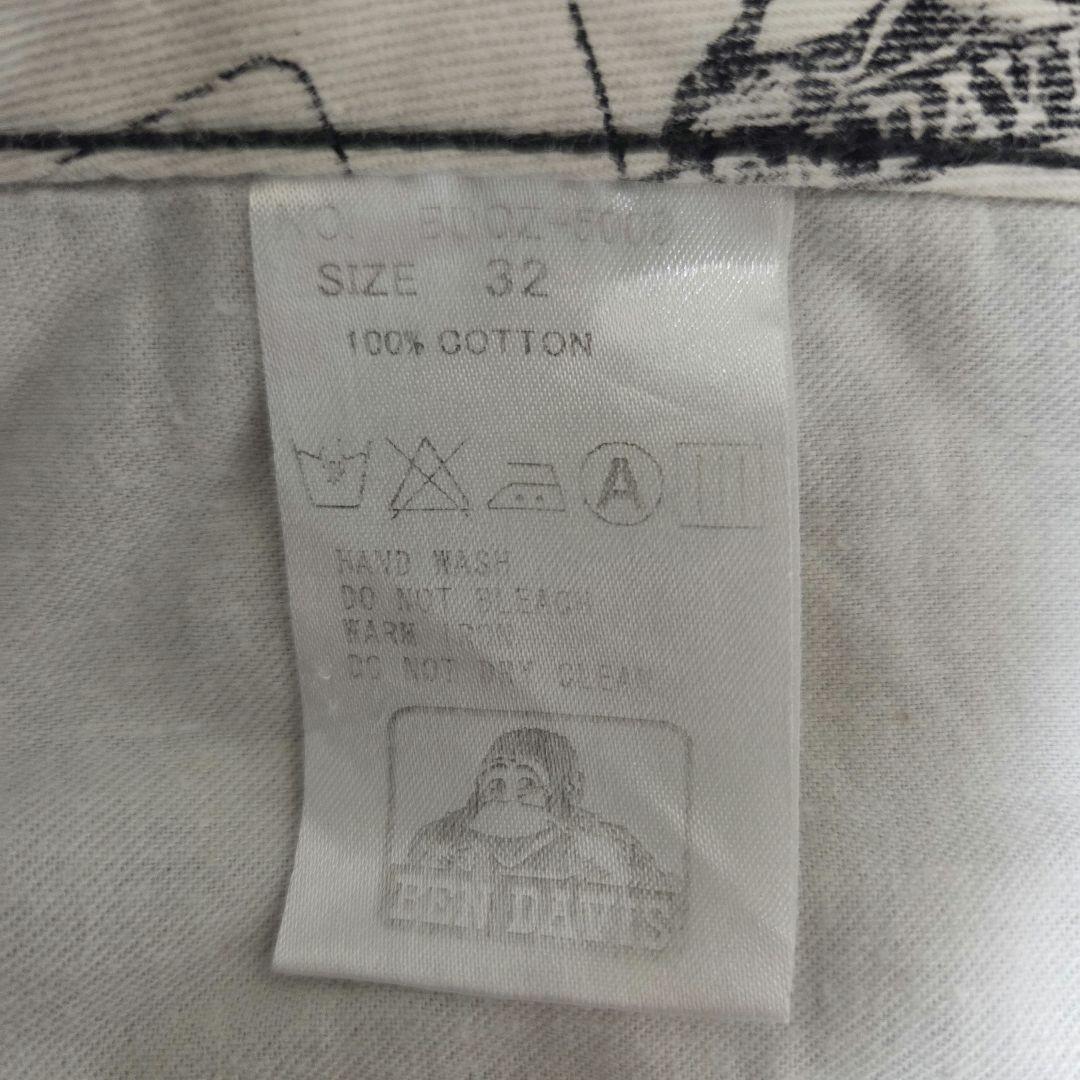 SIZE 32
100% COTTON
A
HAND WASH
DO NOT BLEACH
WARM IRON
DO NOT DRY CLEAN
BEN DAVIS